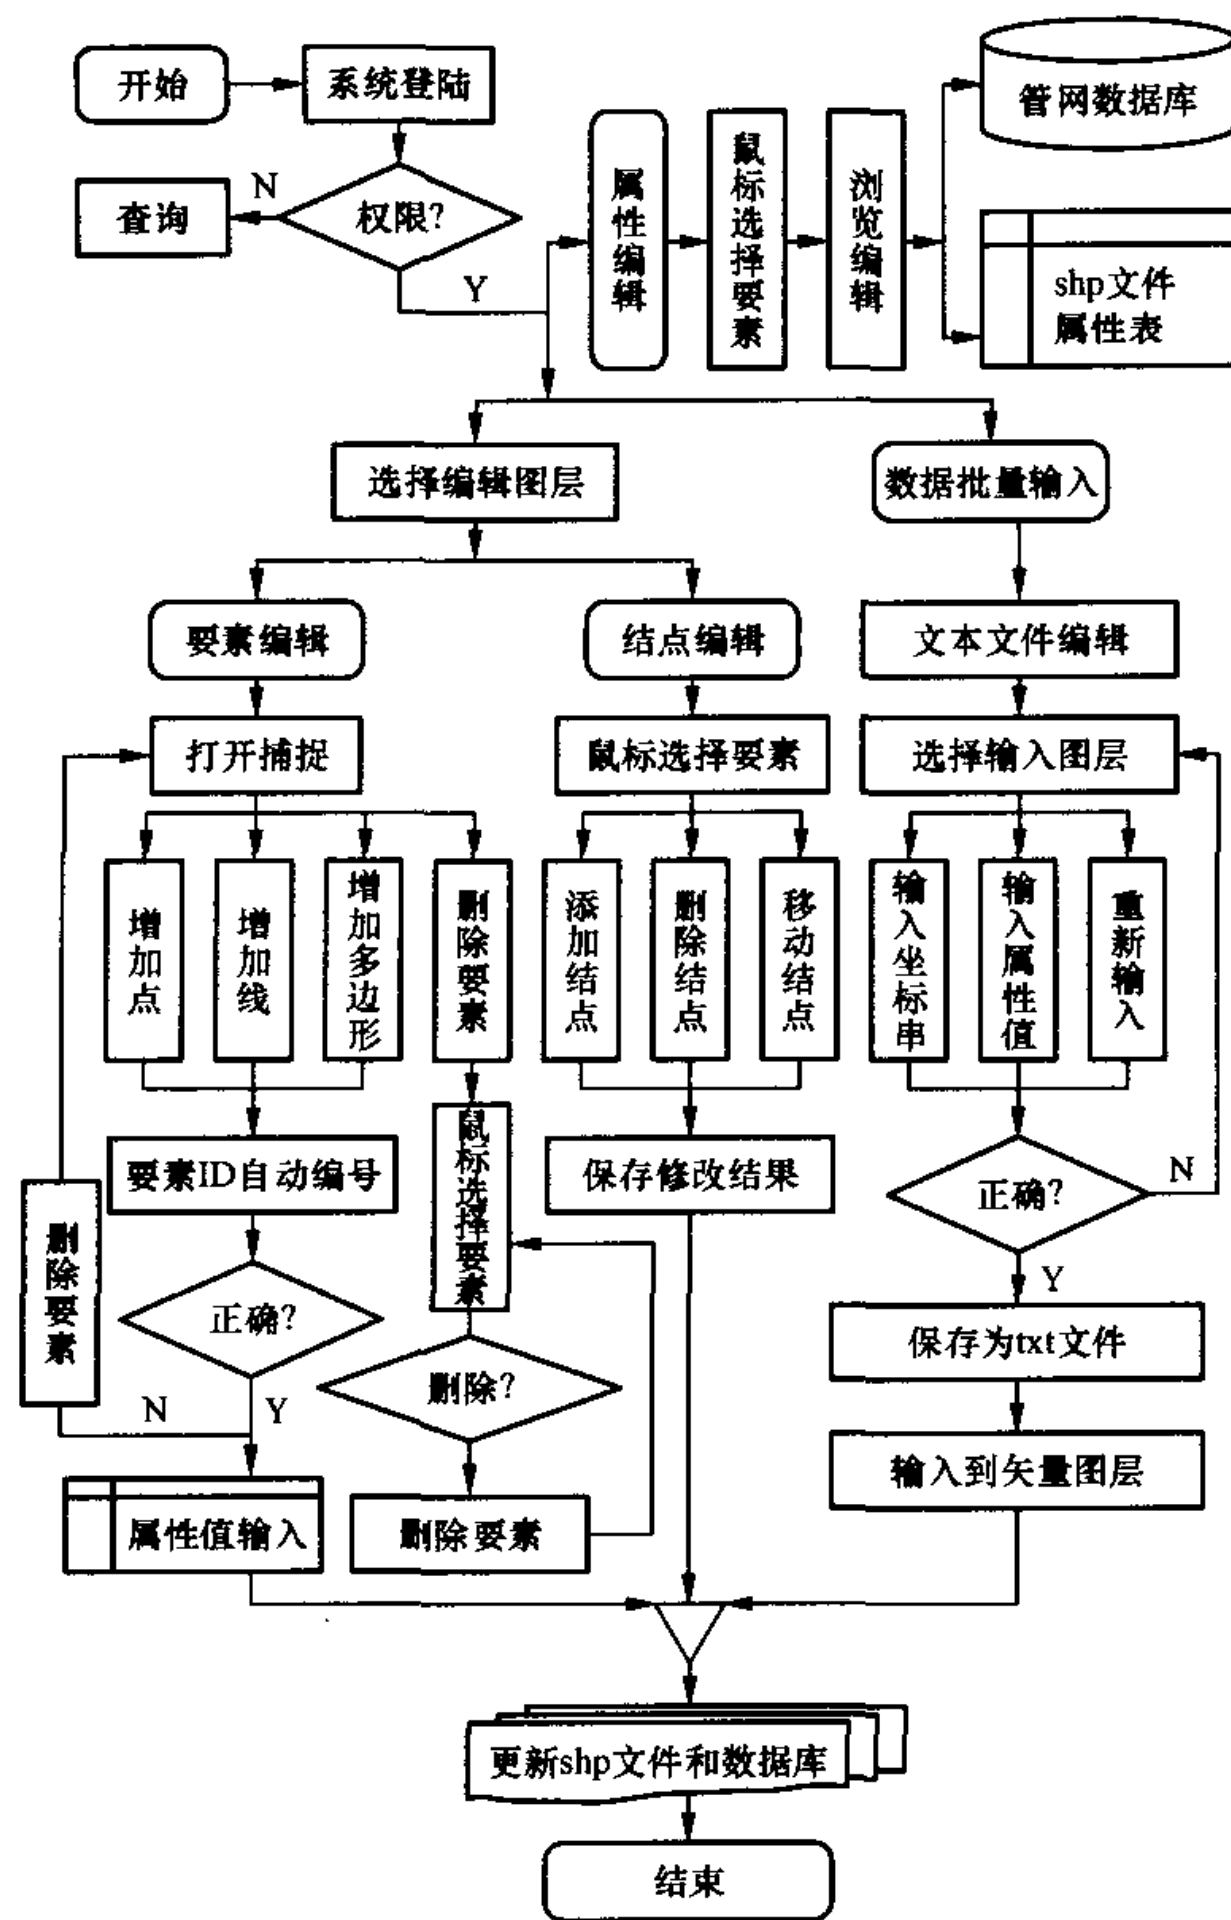 开始
系统登陆
管网数据库
权限?
N
查询
Y
属性编辑
鼠标选择要素
浏览编辑
shp文件
属性表
选择编辑图层
数据批量输入
要素编辑
结点编辑
文本文件编辑
打开捕捉
鼠标选择要素
选择输入图层
增加点
增加线
增加多边形
删除要素
添加结点
删除结点
移动结点
输入坐标串
输入属性值
重新输入
要素ID自动编号
鼠标选择要素
保存修改结果
正确?
N
删除要素
正确?
Y
保存为txt文件
删除?
N
Y
输入到矢量图层
属性值输入
删除要素
更新shp文件和数据库
结束